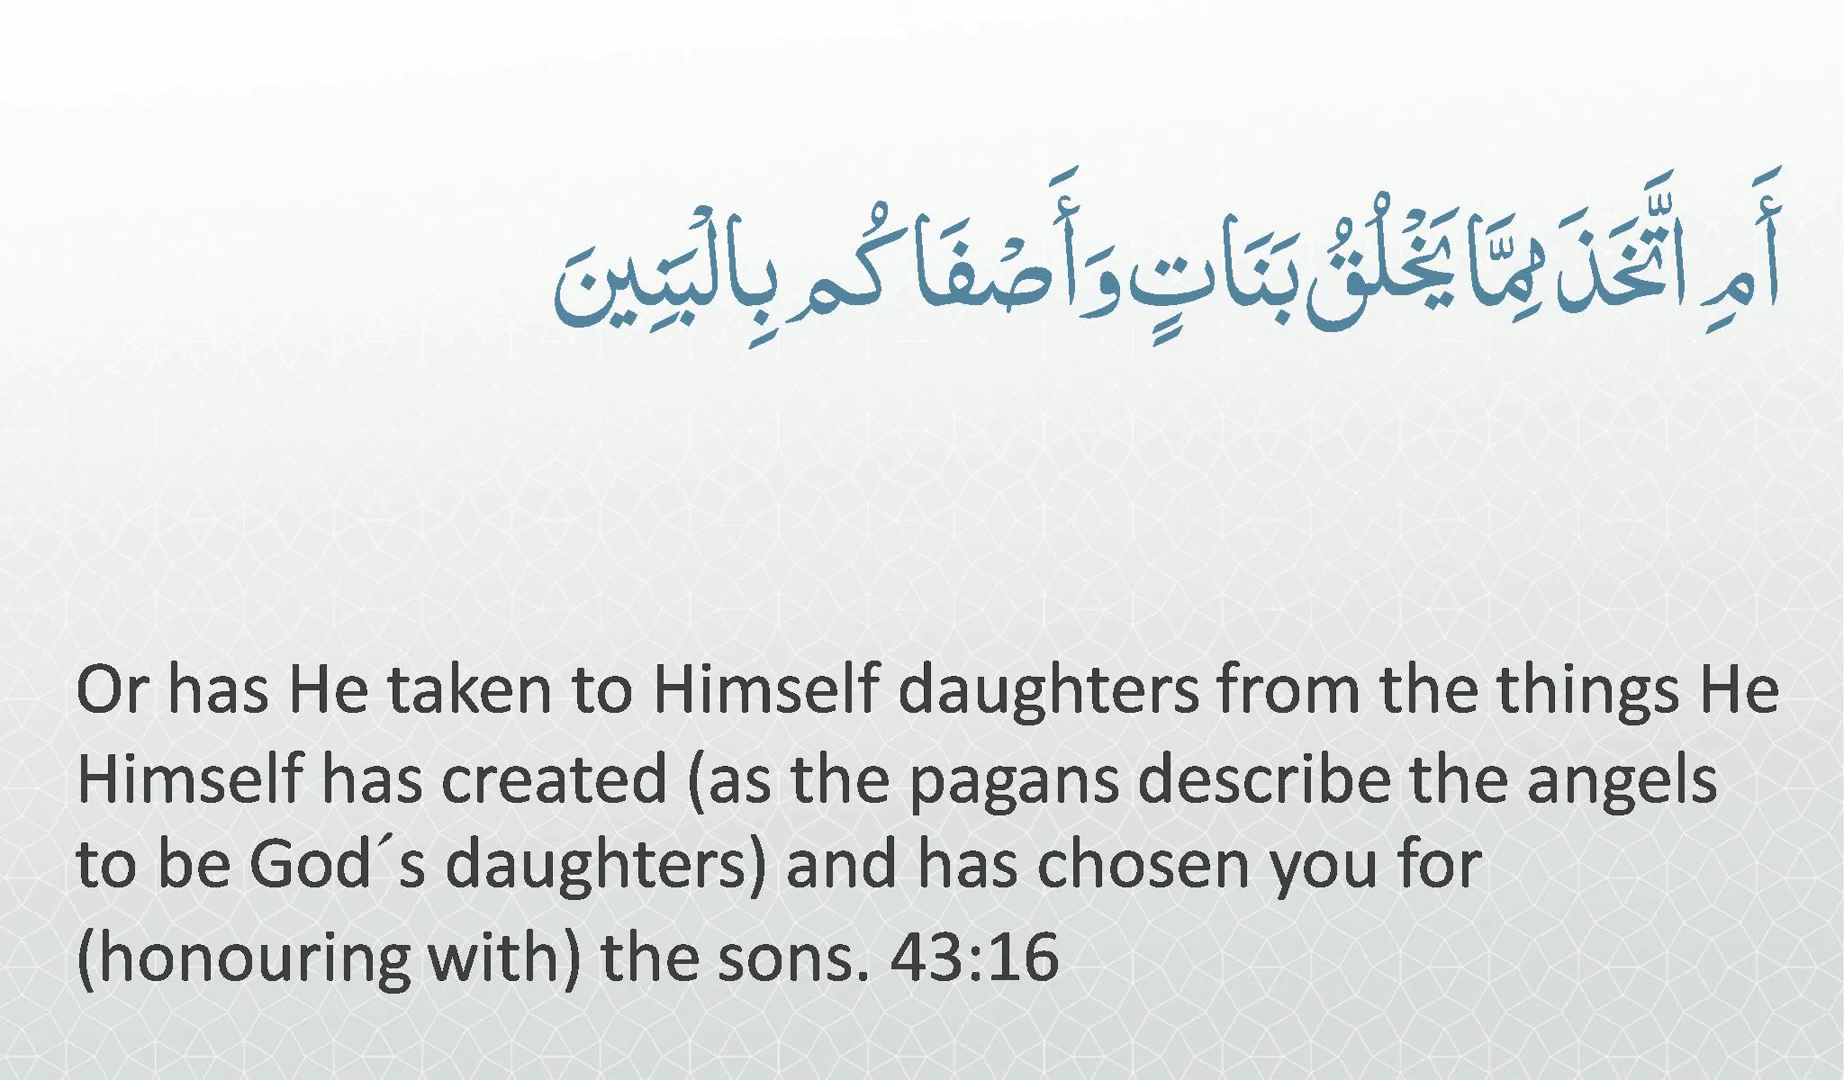 أَمِ اتَّخَذَ مِمَّا يَخْلُقُ بَنَاتٍ وَأَصْفَاكُم بِالْبَنِينَ
Or has He taken to Himself daughters from the things He
Himself has created (as the pagans describe the angels
to be God´s daughters) and has chosen you for
(honouring with) the sons. 43:16